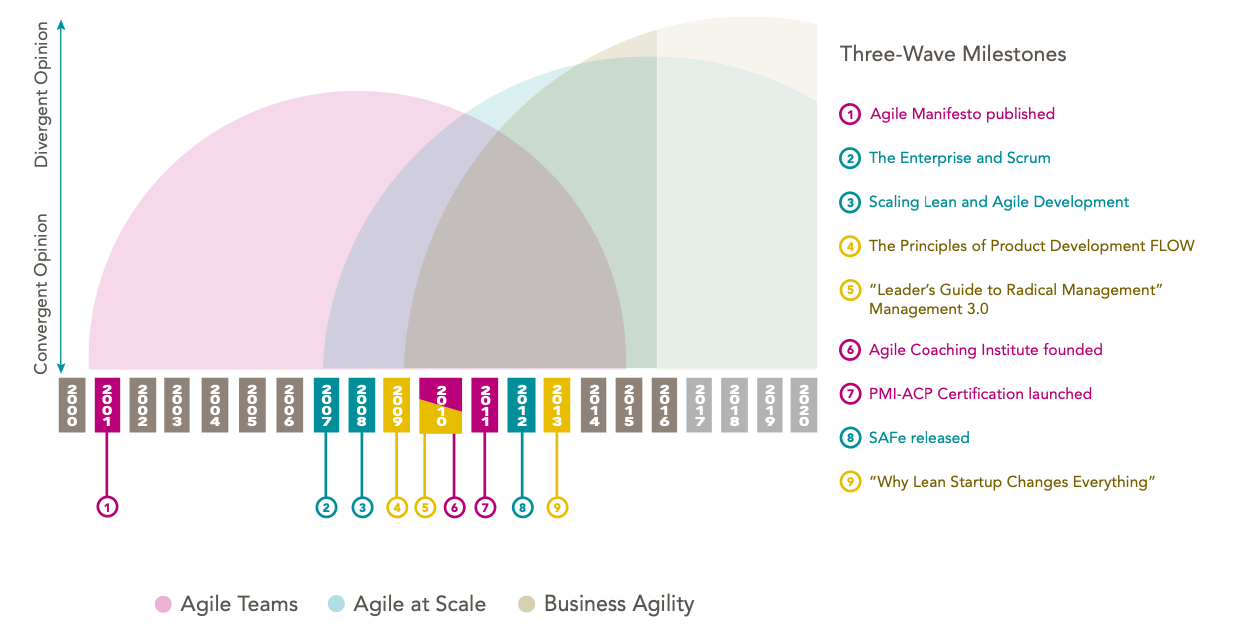 Divergent Opinion
Convergent Opinion
Three-Wave Milestones
1 Agile Manifesto published
2 The Enterprise and Scrum
3 Scaling Lean and Agile Development
4 The Principles of Product Development FLOW
5 “Leader’s Guide to Radical Management”
Management 3.0
6 Agile Coaching Institute founded
7 PMI-ACP Certification launched
8 SAFe released
9 “Why Lean Startup Changes Everything”
2000 2001 2002 2003 2004 2005 2006 2007 2008 2009 2010 2011 2012 2013 2014 2015 2016 2017 2018 2019 2020
1 2 3 4 5 6 7 8 9
Agile Teams Agile at Scale Business Agility